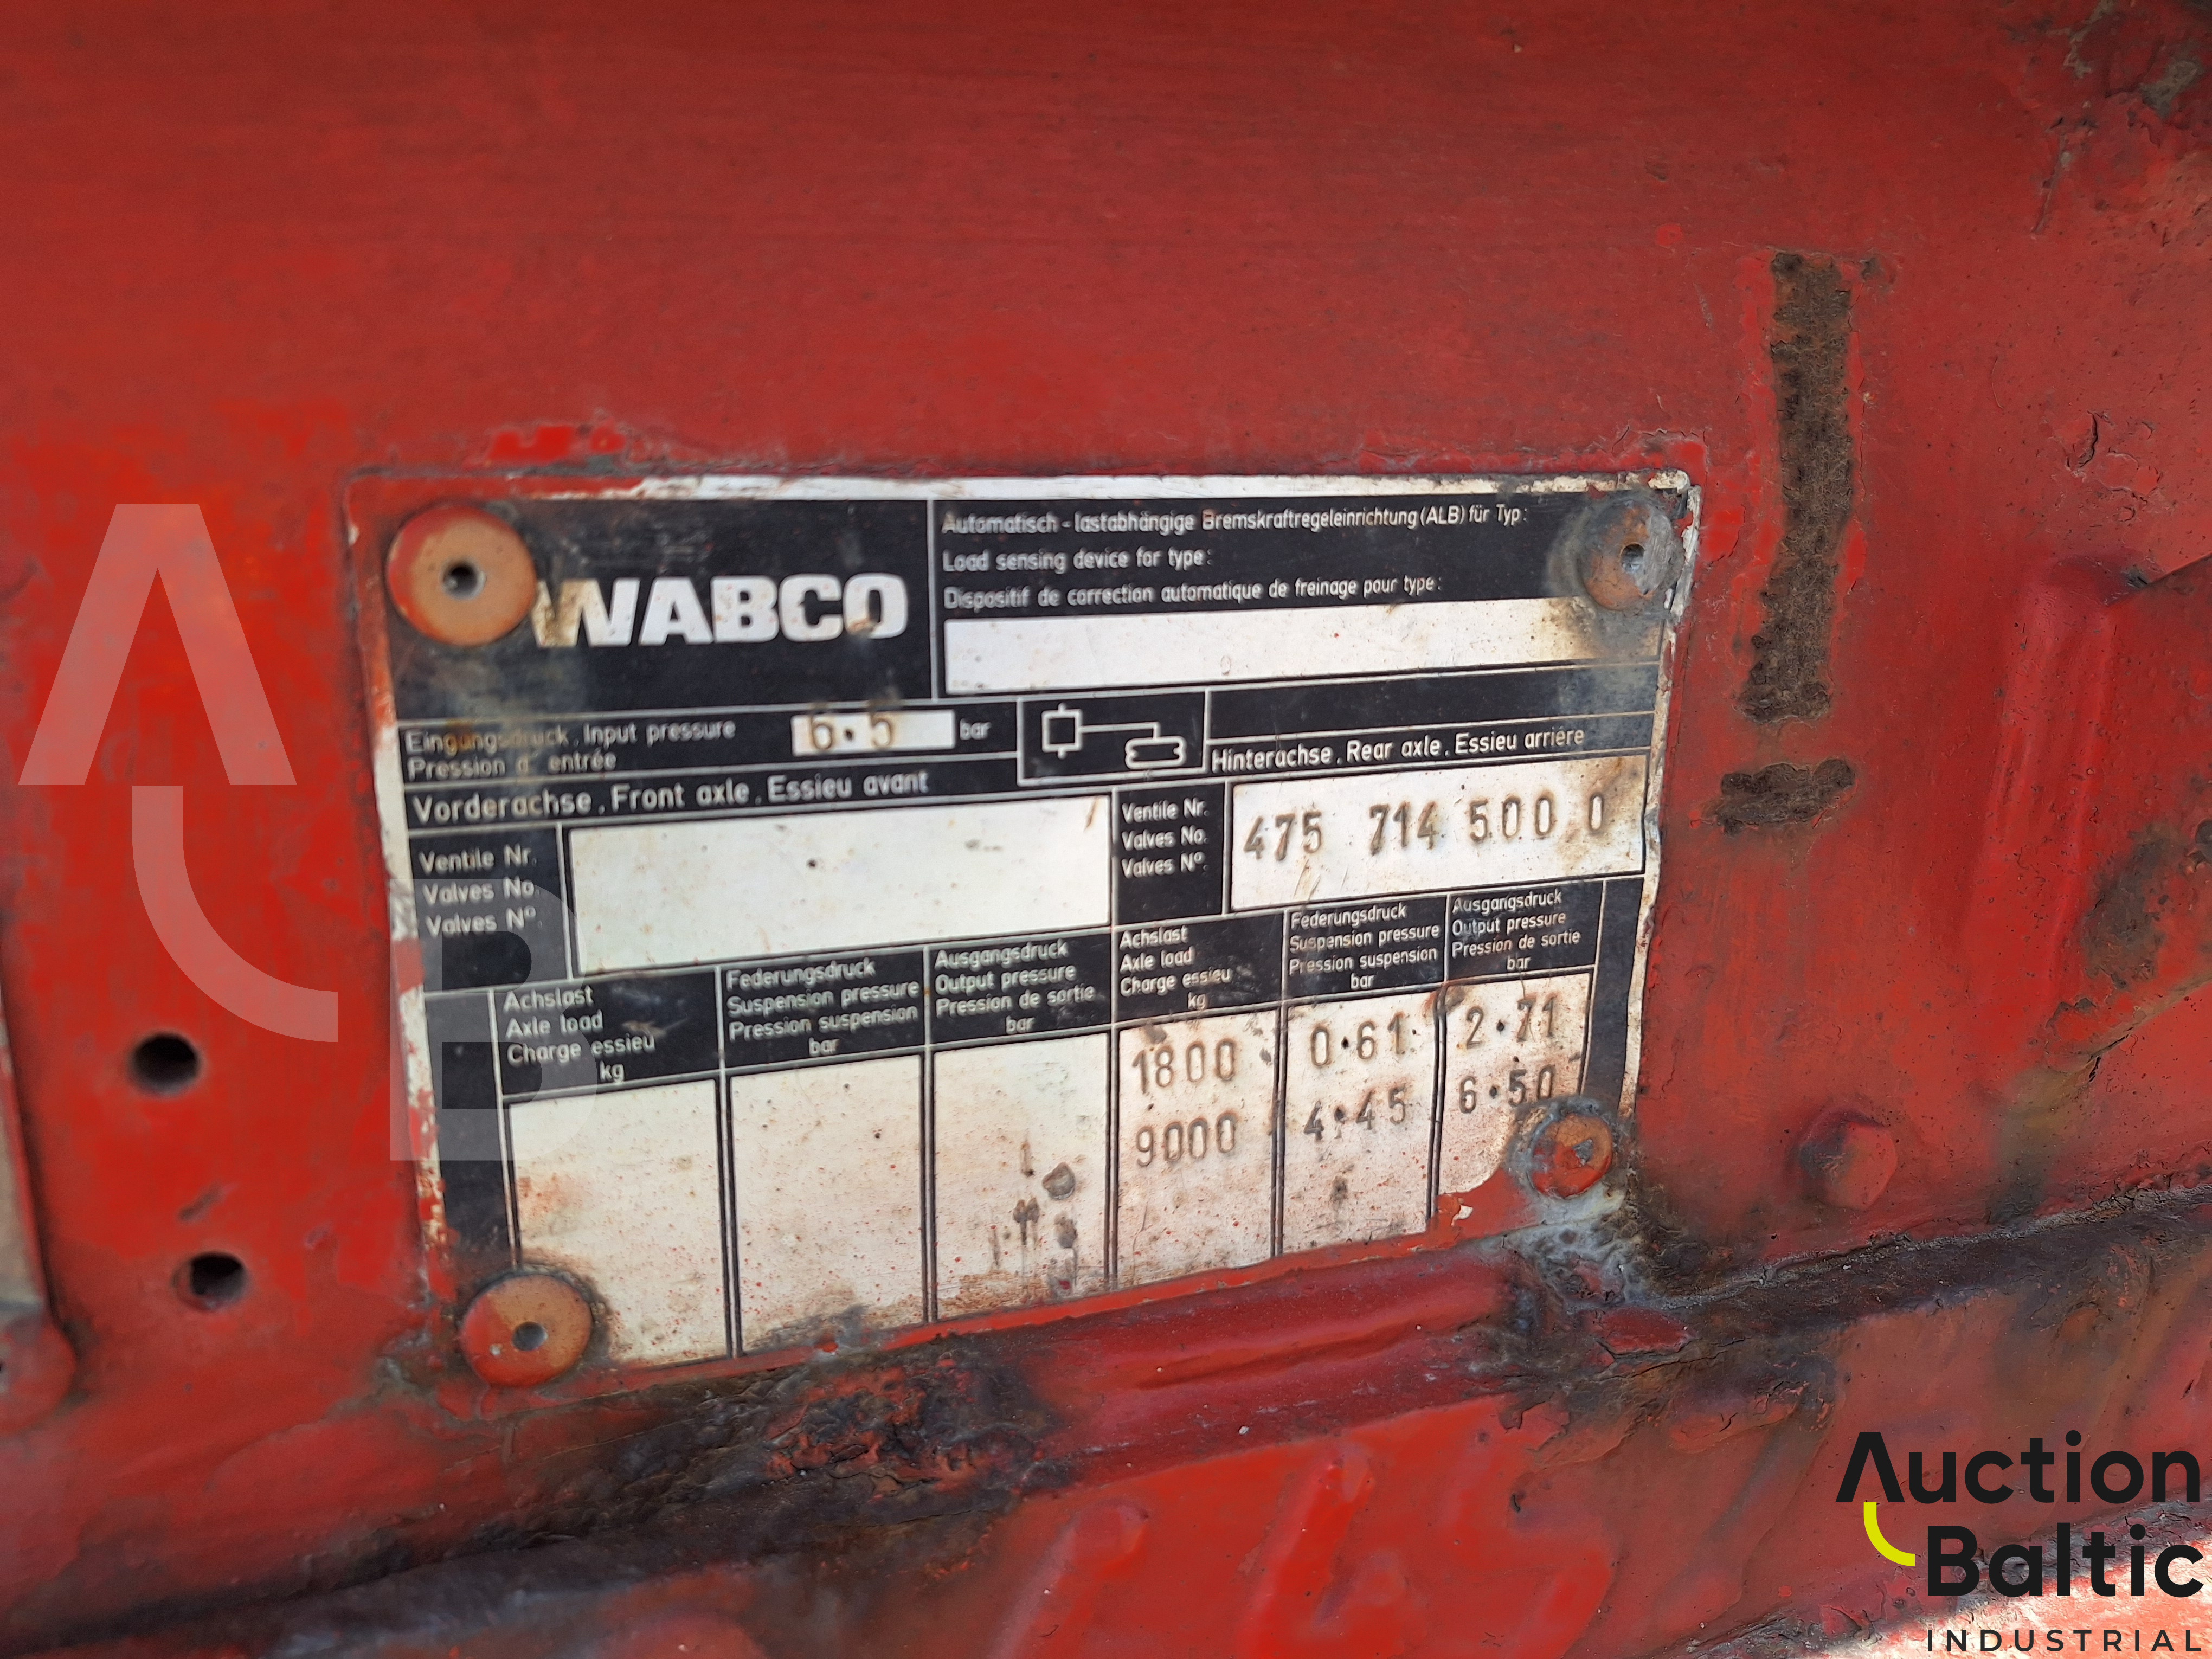 WABCO
Automatisch - lastabhängige Bremskraftregeleinrichtung (ALB) für Typ:
Load sensing device for type:
Dispositif de correction automatique de freinage pour type:
Eingangsdruck. Input pressure 6.5 bar
Pression d'entrée
Vorderachse. Front axle. Essieu avant
Hinterachse. Rear axle. Essieu arrière
Ventile Nr.
Valves No.
Valves Nº.
Ventile Nr.
Valves No.
Valves Nº.
475 714 500 0
Achslast
Axle load
Charge essieu
kg
Federungsdruck
Suspension pressure
Pression suspension
bar
Ausgangsdruck
Output pressure
Pression de sortie
bar
Achslast
Axle load
Charge essieu
kg
Federungsdruck
Suspension pressure
Pression suspension
bar
Ausgangsdruck
Output pressure
Pression de sortie
bar
1800 0.61 2.71
9000 4.45 6.50
AB
Auction
Baltic
INDUSTRIAL